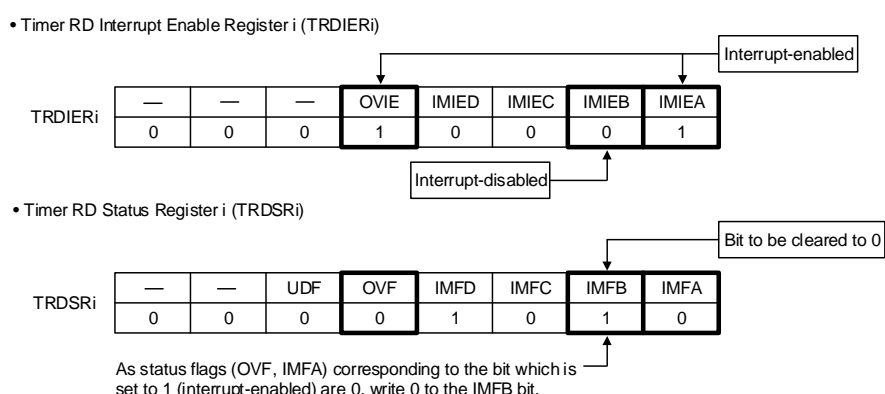 • Timer RD Interrupt Enable Register i (TRDIERi)
Interrupt-enabled
TRDIERi
— — — OVIE IMIED IMIEC IMIEB IMIEA
0 0 0 1 0 0 0 1
Interrupt-disabled
• Timer RD Status Register i (TRDSRi)
Bit to be cleared to 0
TRDSRi
— — UDF OVF IMFD IMFC IMFB IMFA
0 0 0 0 1 0 1 0
As status flags (OVF, IMFA) corresponding to the bit which is
set to 1 (interrupt-enabled) are 0, write 0 to the IMFB bit.